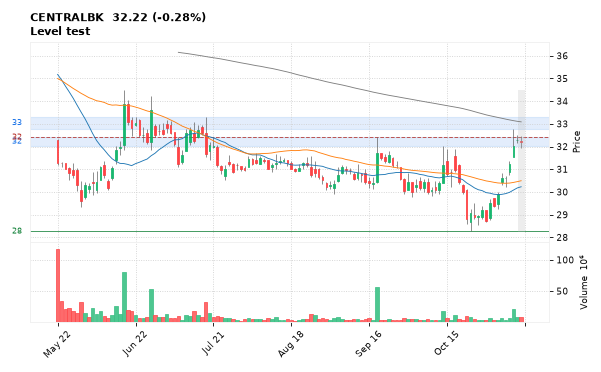 CENTRALBK 32.22 (-0.28%)
Level test
36
35
34
33
33
32
32
32
31
30
29
28
28
Price
100
50
Volume 10⁴
May 22
Jun 22
Jul 21
Aug 18
Sep 16
Oct 15